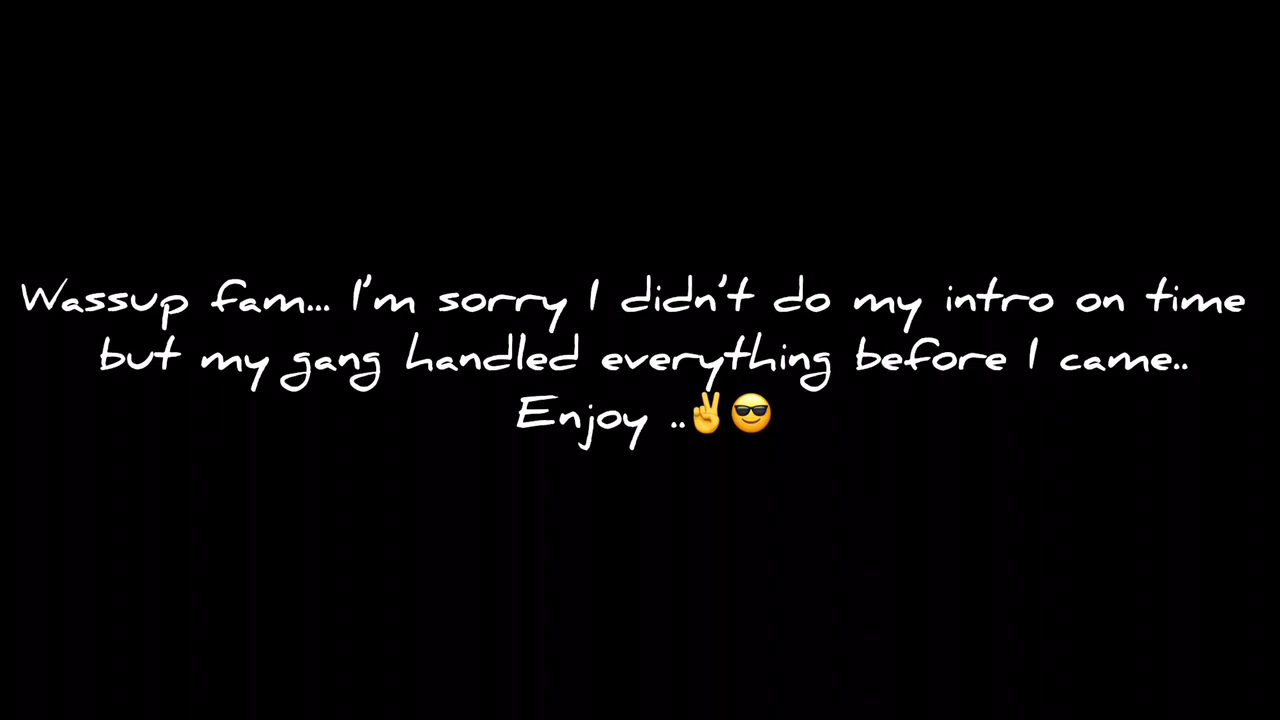 Wassup fam... I'm sorry I didn't do my intro on time
but my gang handled everything before I came..
Enjoy ..✌️😎